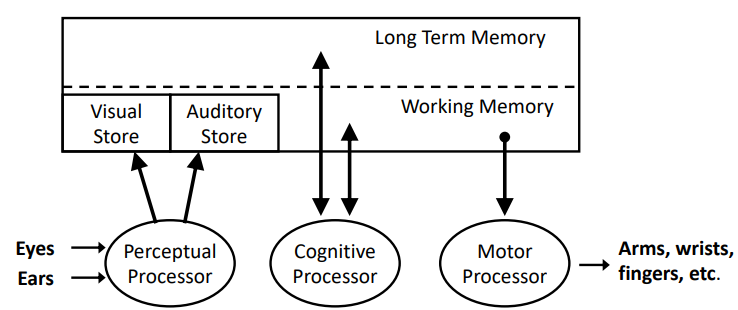 Long Term Memory
Working Memory
Visual
Store
Auditory
Store
Eyes
Ears
Perceptual
Processor
Cognitive
Processor
Motor
Processor
Arms, wrists,
fingers, etc.